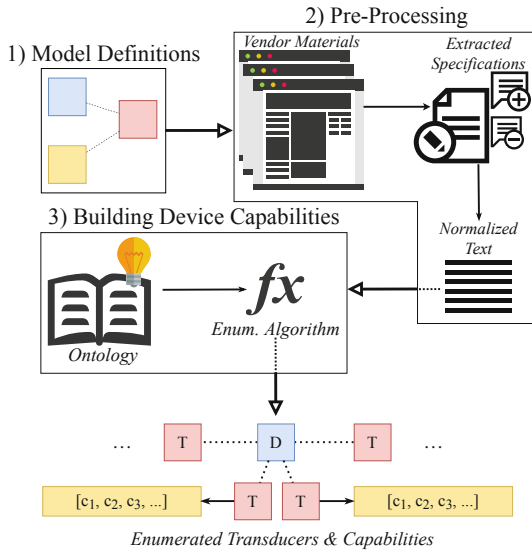 2) Pre-Processing
1) Model Definitions
Vendor Materials
Extracted
Specifications
3) Building Device Capabilities
Normalized
Text
fx
Enum. Algorithm
Ontology
... T D T ...
[c₁, c₂, c₃, ...] T T [c₁, c₂, c₃, ...]
Enumerated Transducers & Capabilities